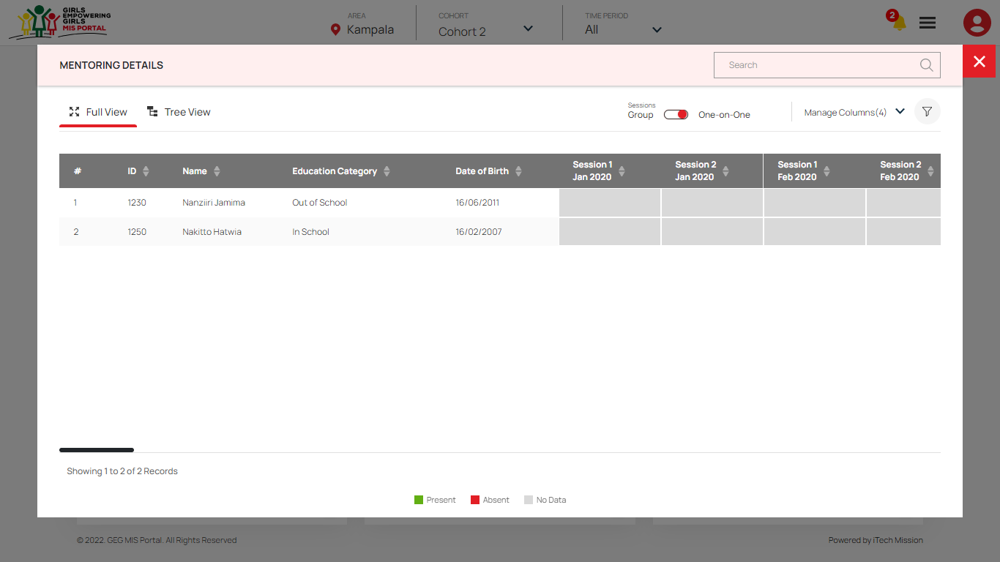 GIRLS
EMPOWERING
GIRLS
MIS PORTAL
AREA
Kampala
COHORT
Cohort 2
TIME PERIOD
All
2
MENTORING DETAILS
Search
Full View
Tree View
Sessions
Group
One-on-One
Manage Columns(4)
# ID Name Education Category Date of Birth Session 1 Jan 2020 Session 2 Jan 2020 Session 1 Feb 2020 Session 2 Feb 2020
1 1230 Nanziiri Jamima Out of School 16/06/2011
2 1250 Nakitto Hatwia In School 16/02/2007
Showing 1 to 2 of 2 Records
Present Absent No Data
© 2022. GEG MIS Portal. All Rights Reserved
Powered by iTech Mission